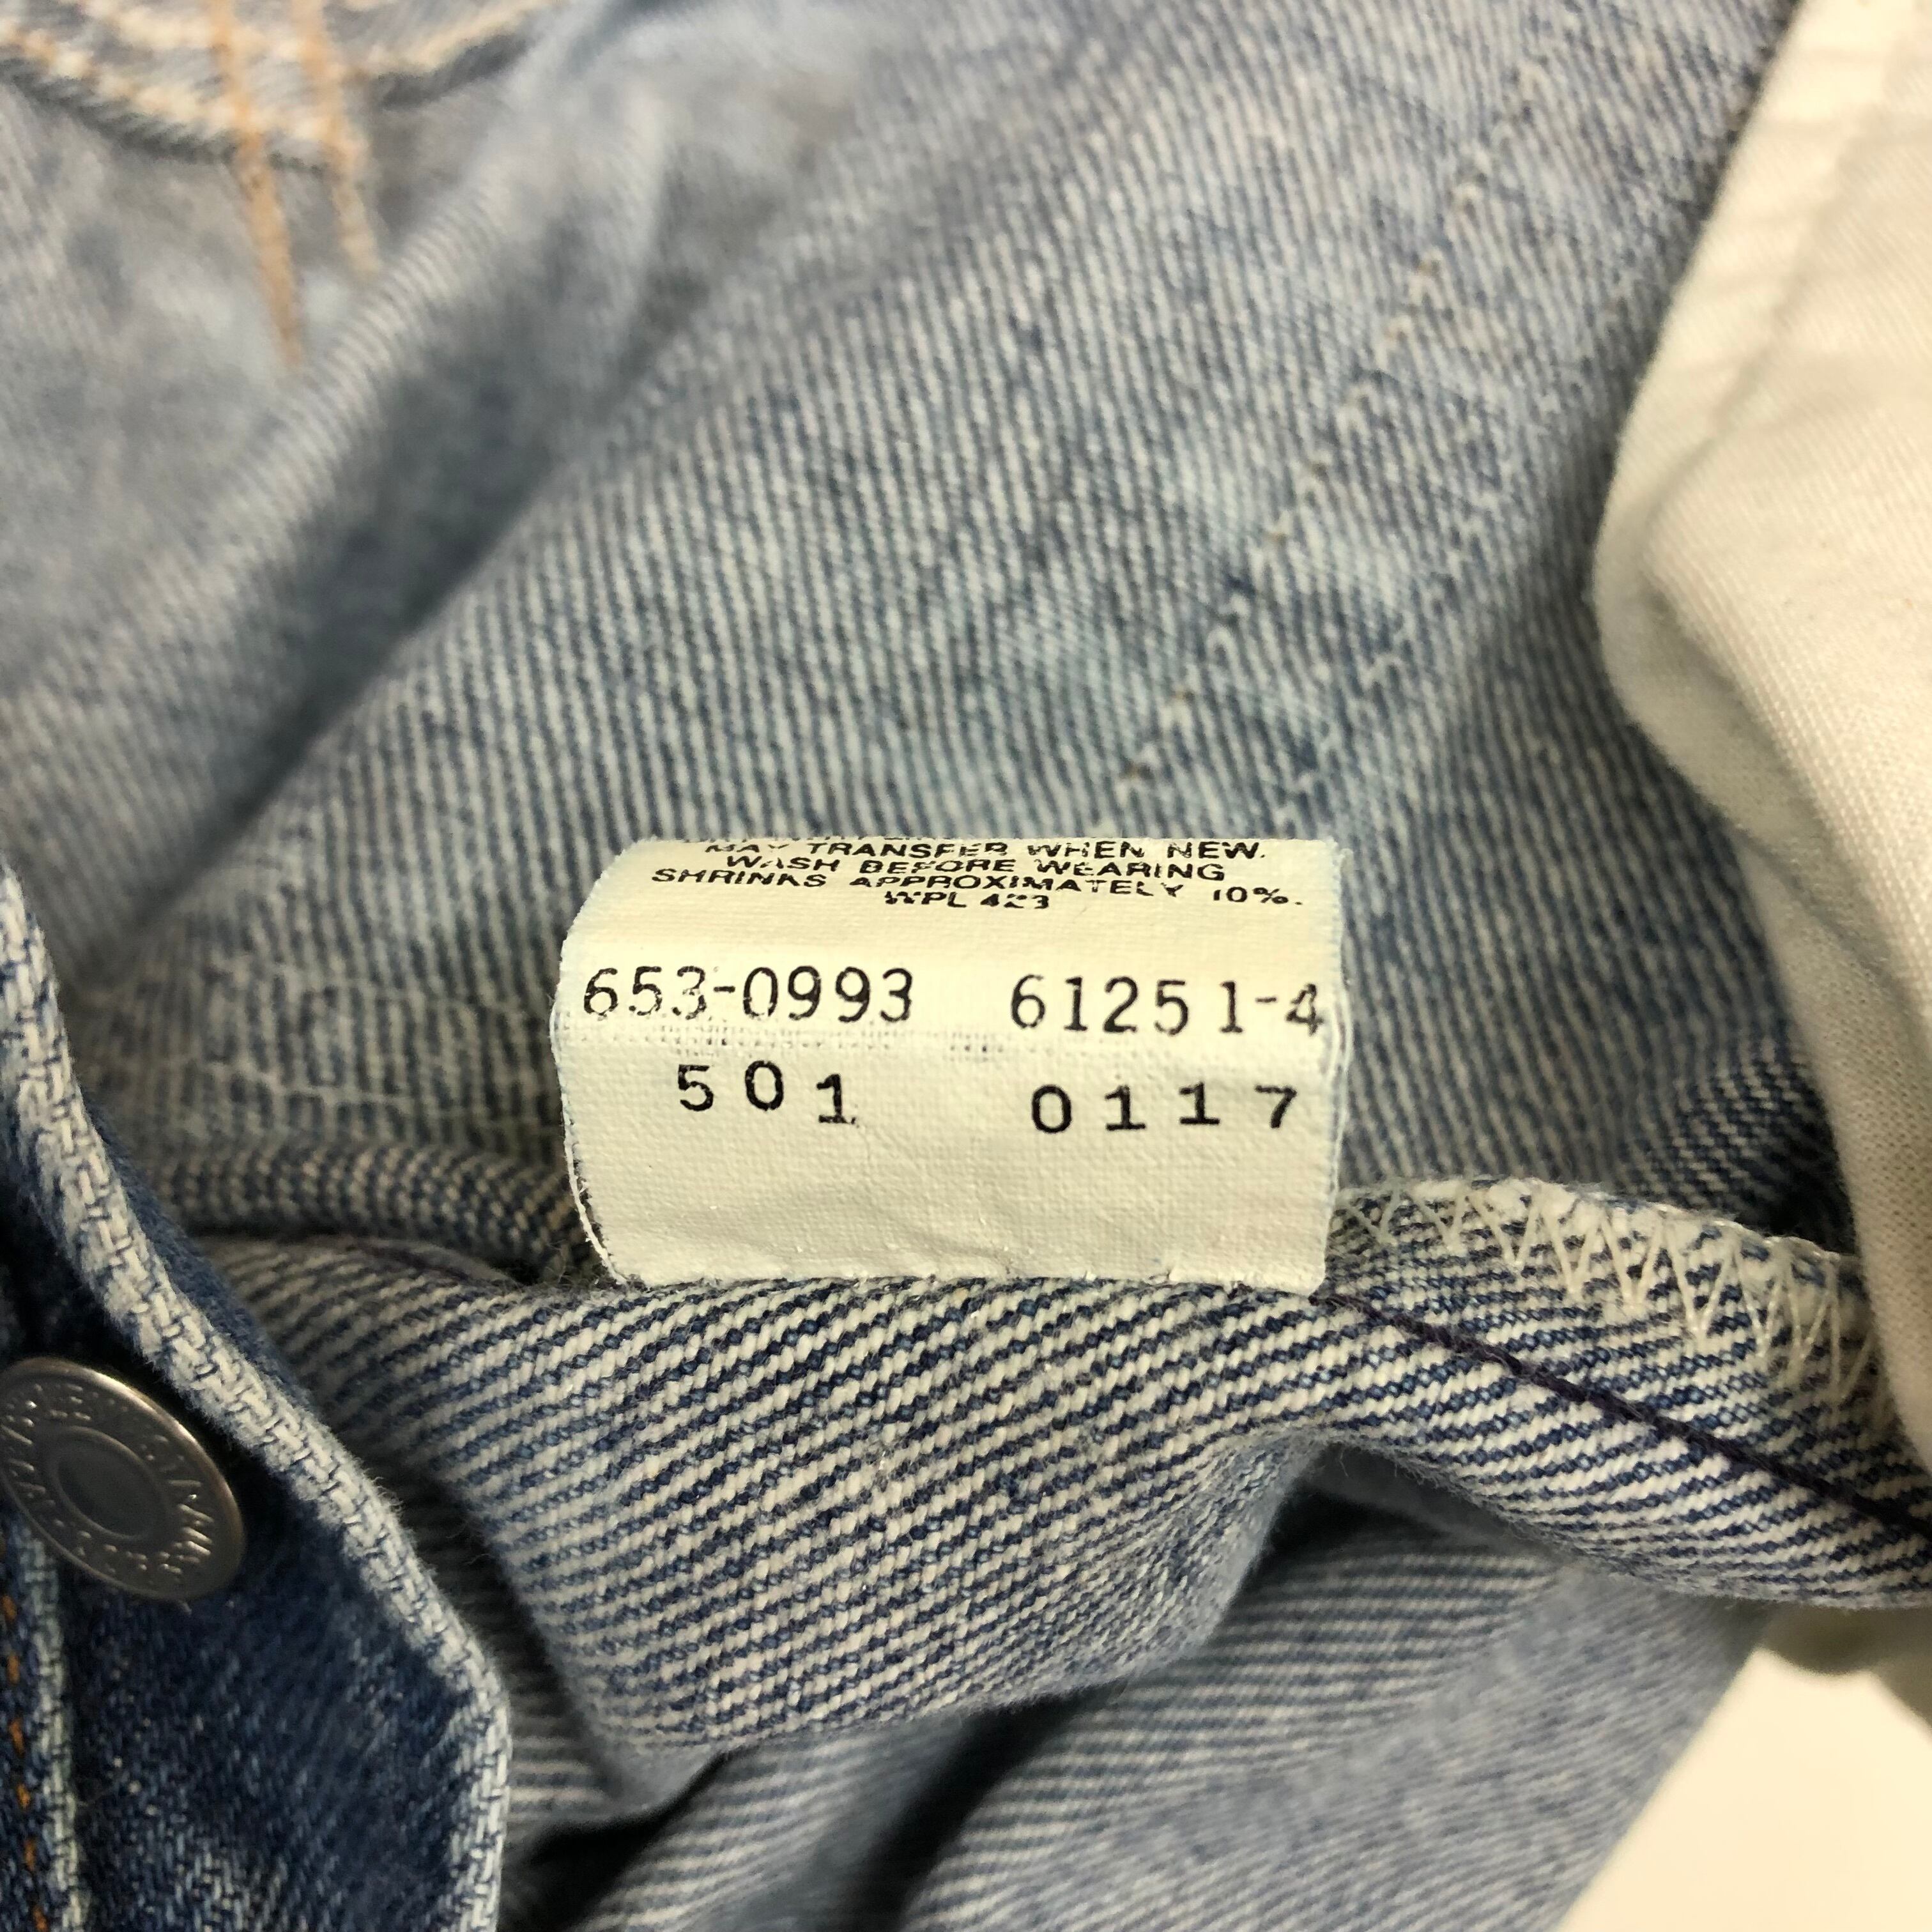 MAY TRANSFER WHEN NEW.
WASH BEFORE WEARING
SHRINKS APPROXIMATELY 10%.
WPL 423
653-0993 61251-4
501 0117